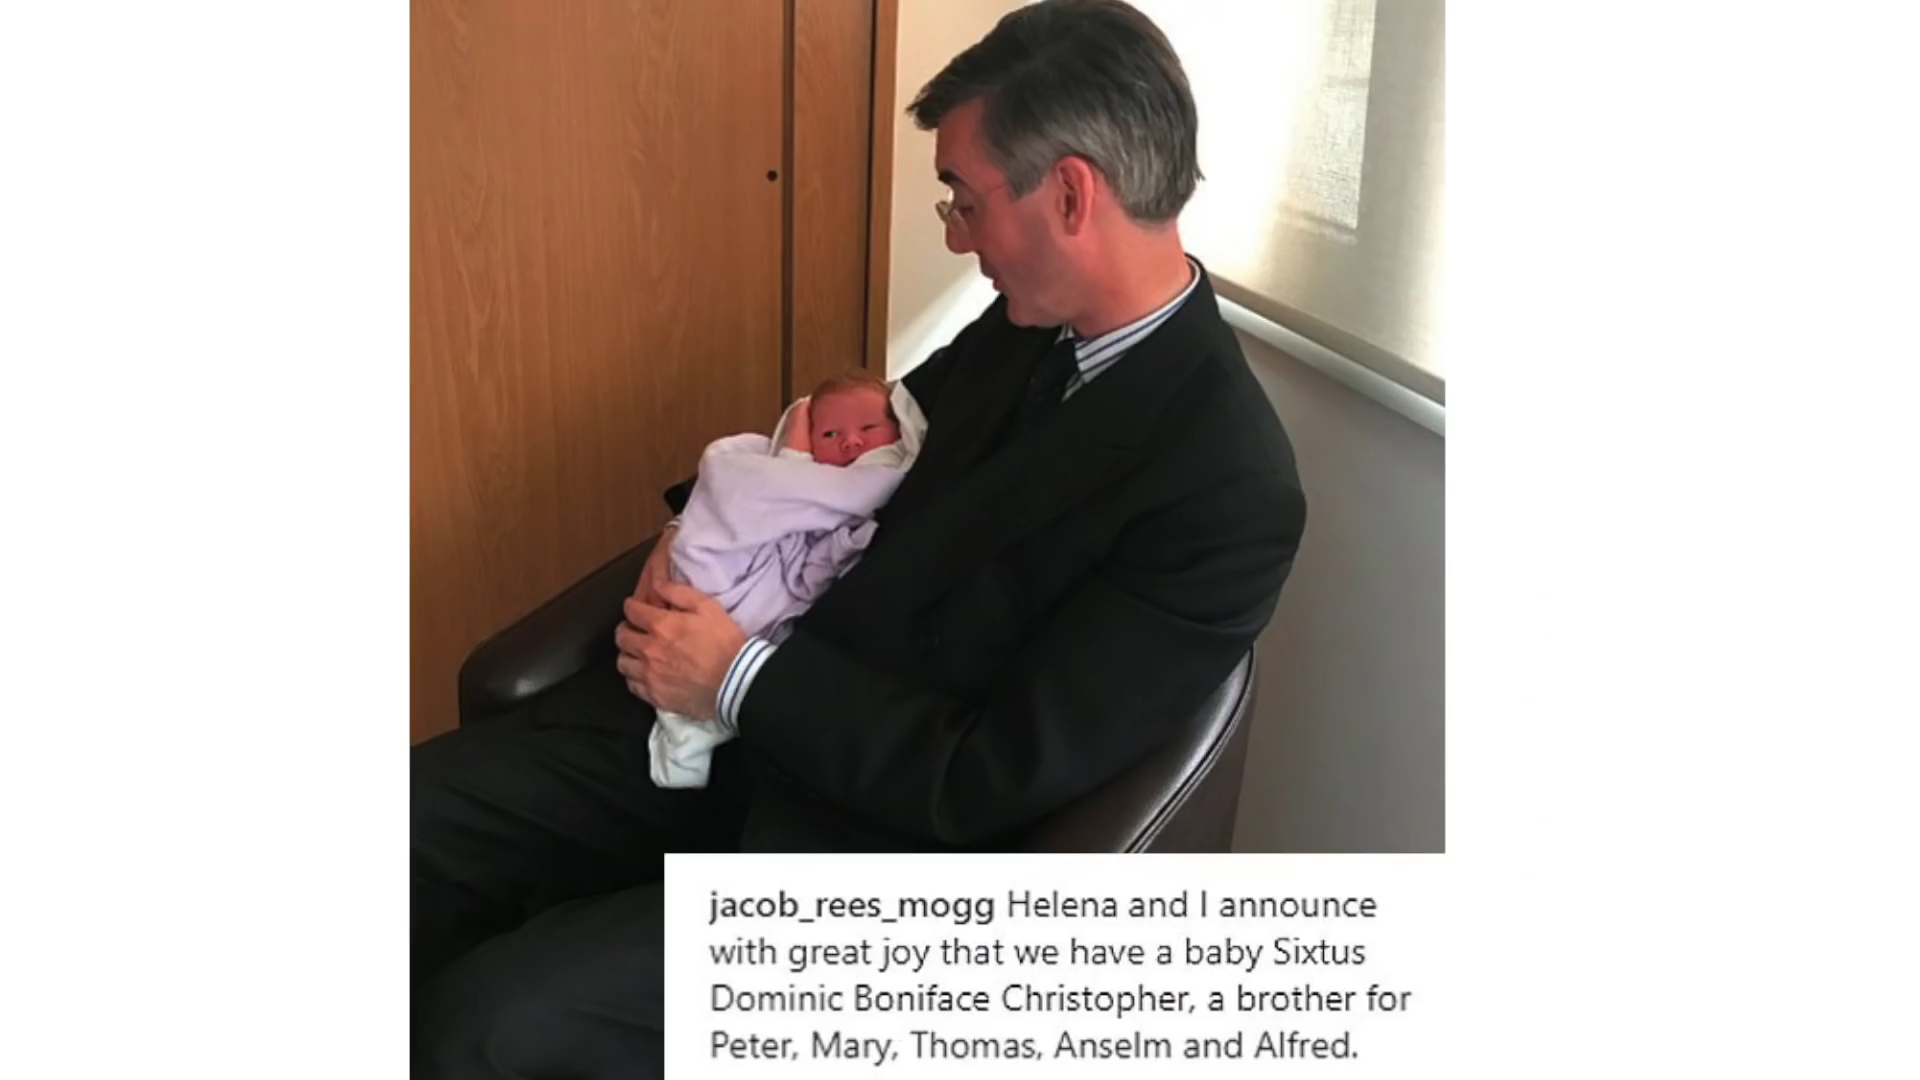 jacob_rees_mogg Helena and I announce
with great joy that we have a baby Sixtus
Dominic Boniface Christopher, a brother for
Peter, Mary, Thomas, Anselm and Alfred.